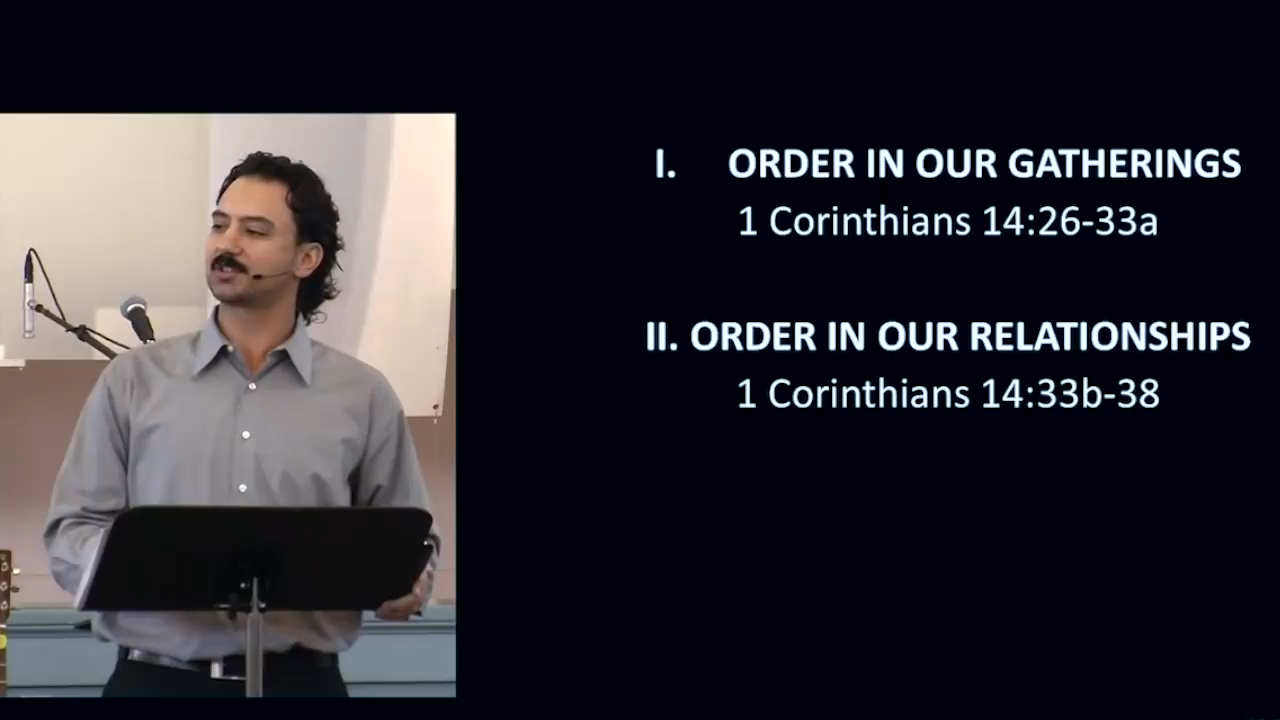 I. ORDER IN OUR GATHERINGS
1 Corinthians 14:26-33a
II. ORDER IN OUR RELATIONSHIPS
1 Corinthians 14:33b-38